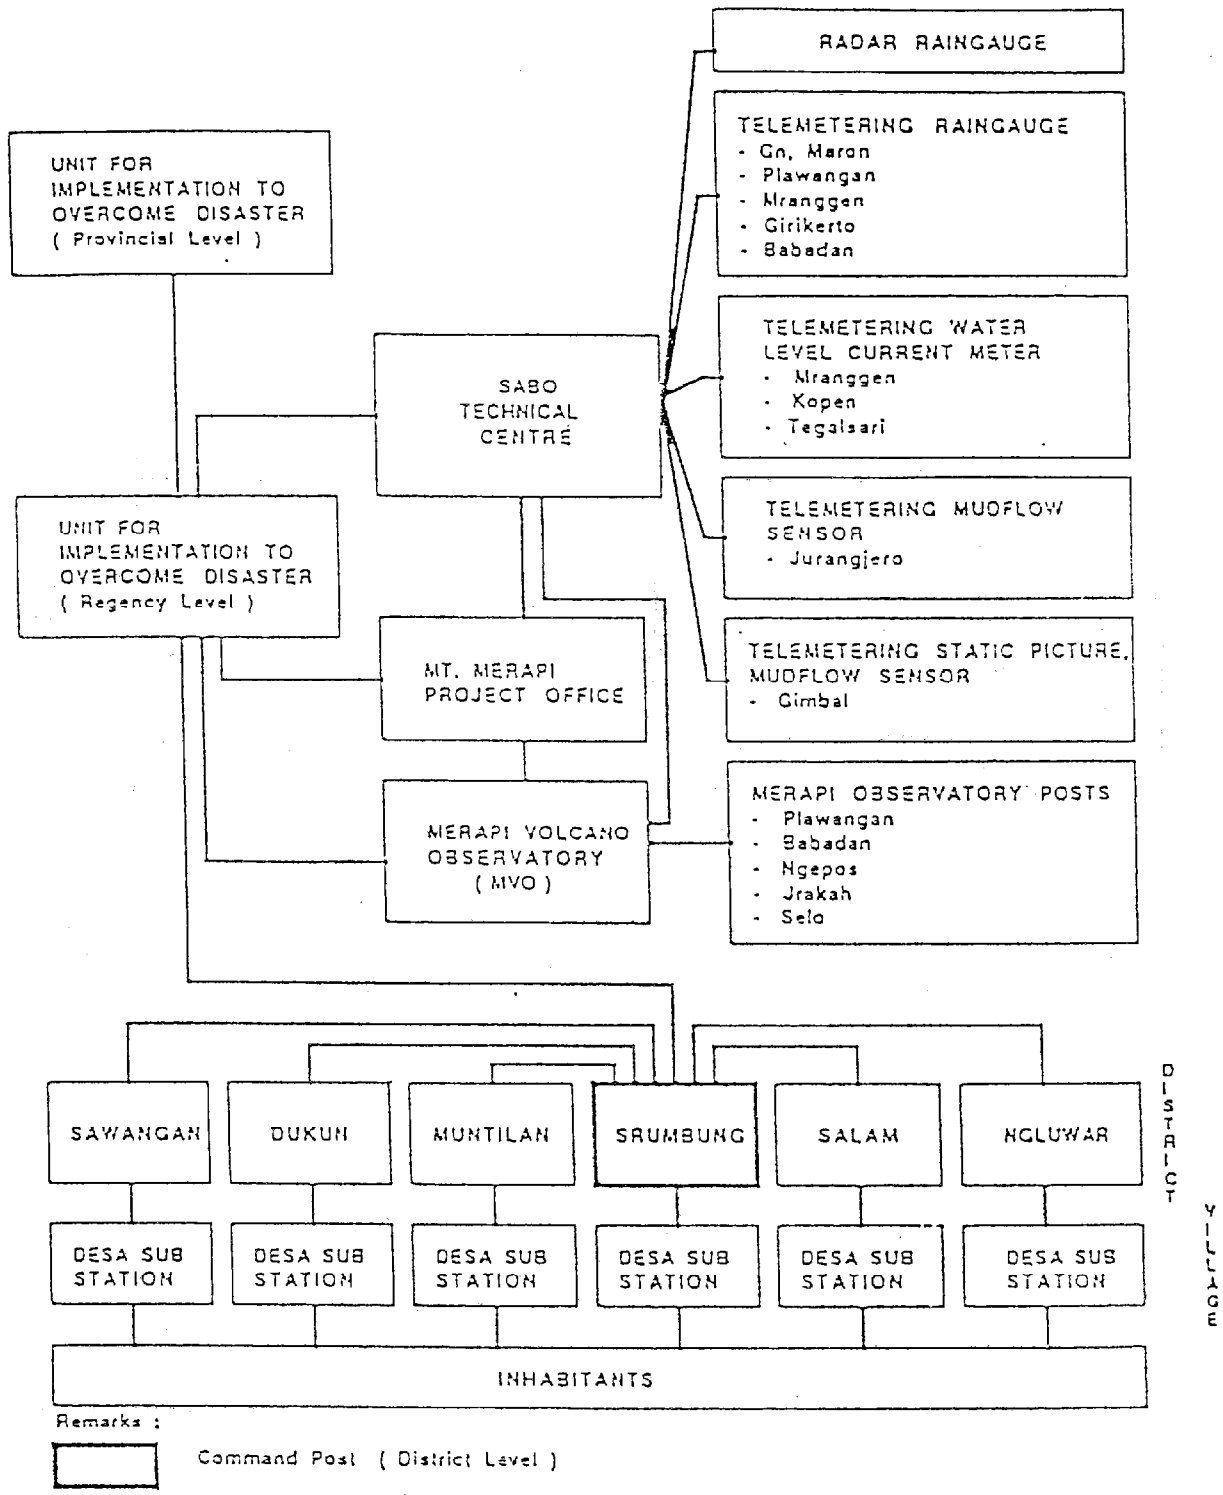 RADAR RAINGAUGE
TELEMETERING RAINGAUGE
- Gn, Maron
- Plawangan
- Mranggen
- Girikerto
- Babadan
UNIT FOR
IMPLEMENTATION TO
OVERCOME DISASTER
( Provincial Level )
TELEMETERING WATER
LEVEL CURRENT METER
- Mranggen
- Kopen
- Tegalsari
SABO
TECHNICAL
CENTRE
TELEMETERING MUDFLOW
SENSOR
- Jurangjero
UNIT FOR
IMPLEMENTATION TO
OVERCOME DISASTER
( Regency Level )
TELEMETERING STATIC PICTURE,
MUDFLOW SENSOR
- Gimbal
MT. MERAPI
PROJECT OFFICE
MERAPI OBSERVATORY POSTS
- Plawangan
- Babadan
- Ngepos
- Jrakah
- Selo
MERAPI VOLCANO
OBSERVATORY
( MVO )
SAWANGAN
DUKUN
MUNTILAN
SRUMBUNG
SALAM
NGLUWAR
DISTRICT
DESA SUB
STATION
DESA SUB
STATION
DESA SUB
STATION
DESA SUB
STATION
DESA SUB
STATION
DESA SUB
STATION
VILLAGE
INHABITANTS
Remarks :
Command Post ( District Level )